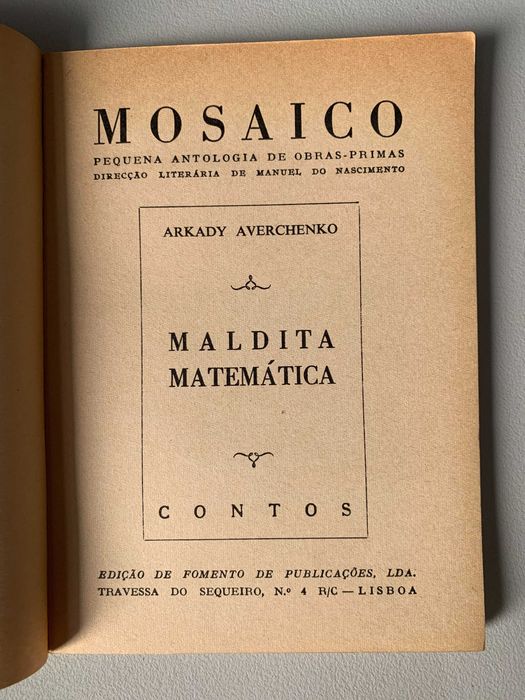 MOSAICO
PEQUENA ANTOLOGIA DE OBRAS-PRIMAS
DIRECÇÃO LITERÁRIA DE MANUEL DO NASCIMENTO
ARKADY AVERCHENKO
MALDITA
MATEMÁTICA
CONTOS
EDIÇÃO DE FOMENTO DE PUBLICAÇÕES, LDA.
TRAVESSA DO SEQUEIRO, N.º 4 R/C — LISBOA